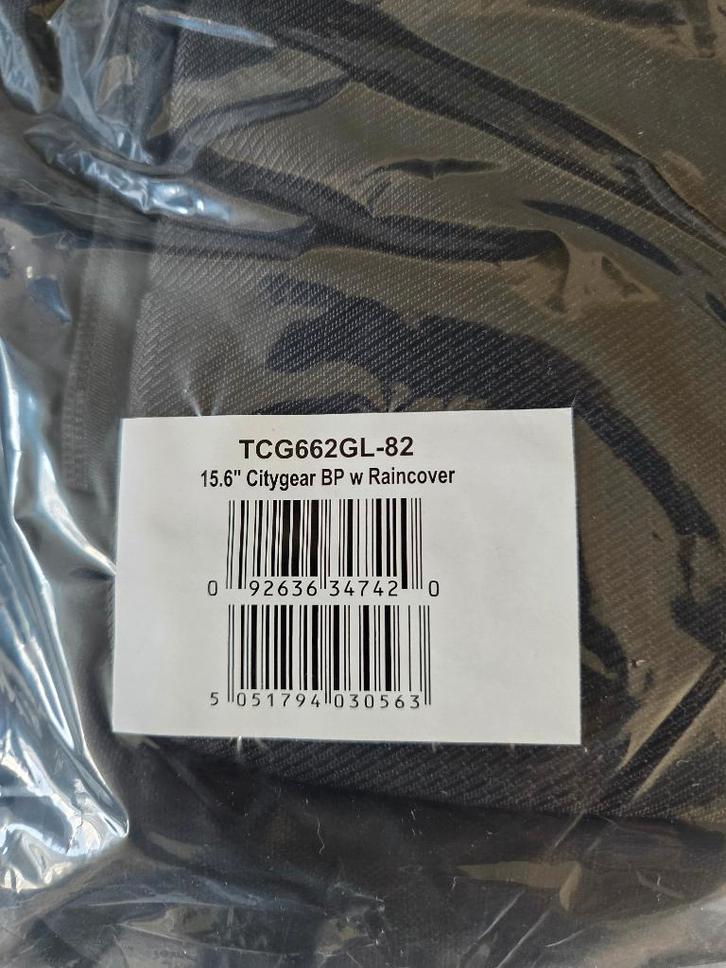 TCG662GL-82
15.6" Citygear BP w Raincover
0 92636 34742 0
5 051794 030563